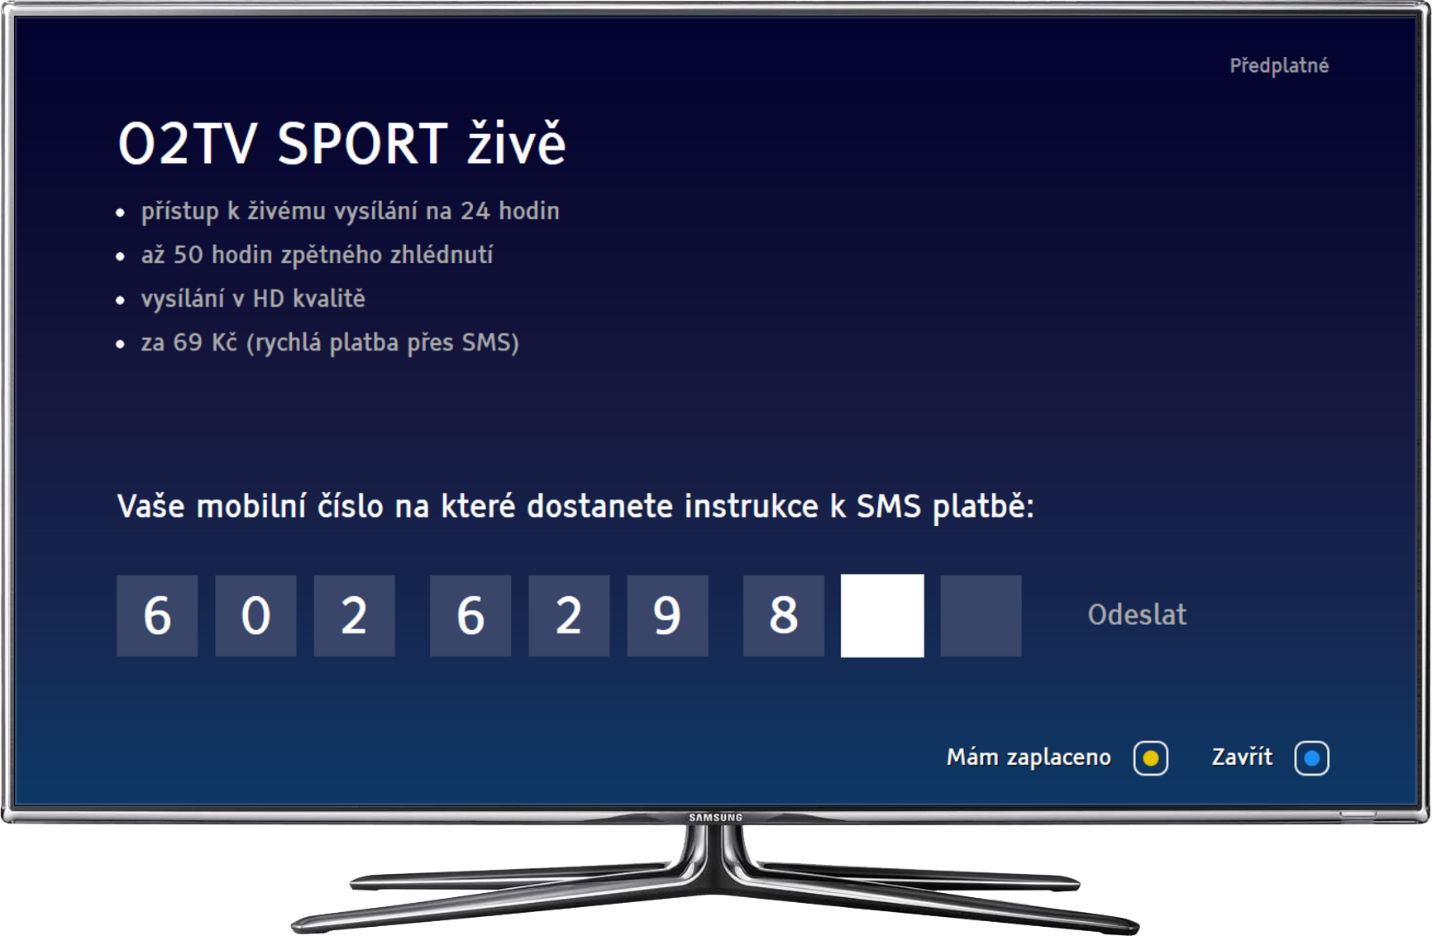 Předplatné
O2TV SPORT živě
• přístup k živému vysílání na 24 hodin
• až 50 hodin zpětného zhlédnutí
• vysílání v HD kvalitě
• za 69 Kč (rychlá platba přes SMS)
Vaše mobilní číslo na které dostanete instrukce k SMS platbě:
6 0 2 6 2 9 8 Odeslat
Mám zaplaceno Zavřít
SAMSUNG